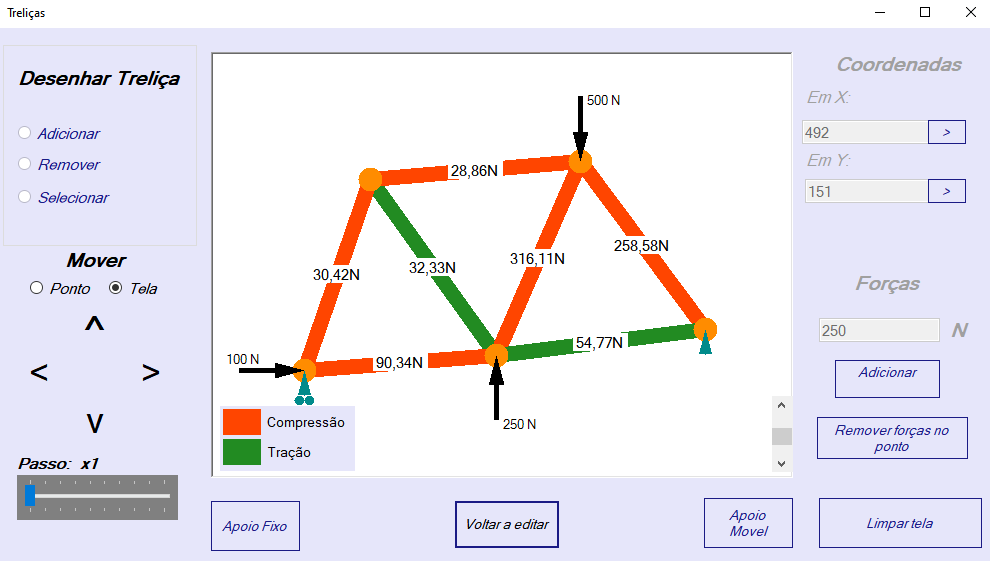 Treliças
Desenhar Treliça
Adicionar
Remover
Selecionar
Mover
Ponto
Tela
^
<
>
v
Passo: x1
500 N
28,86N
30,42N
32,33N
316,11N
258,58N
100 N
90,34N
54,77N
250 N
Compressão
Tração
Apoio Fixo
Voltar a editar
Apoio
Movel
Coordenadas
Em X:
492
>
Em Y:
151
>
Forças
250
N
Adicionar
Remover forças no
ponto
Limpar tela